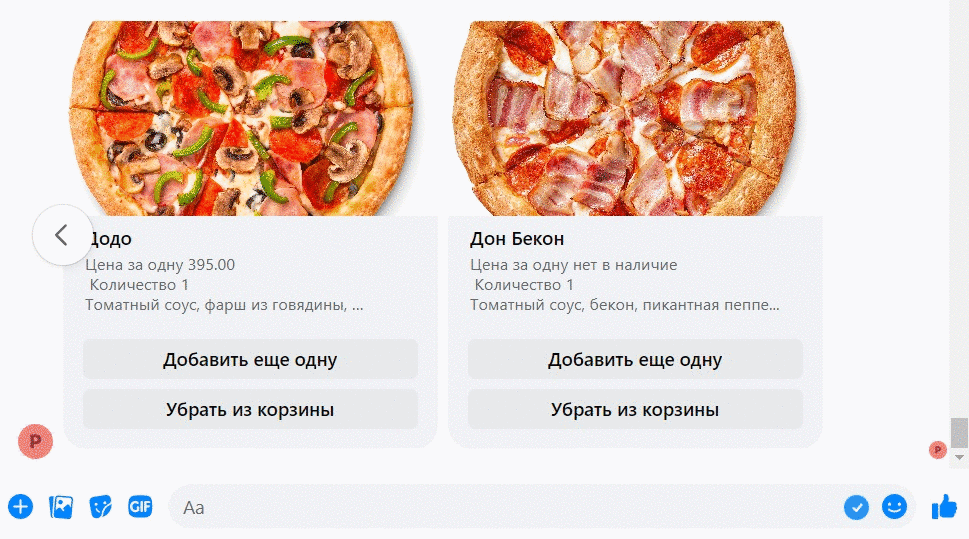 Додо
Цена за одну 395.00
Количество 1
Томатный соус, фарш из говядины, ...
Добавить еще одну
Убрать из корзины
Дон Бекон
Цена за одну нет в наличие
Количество 1
Томатный соус, бекон, пикантная пеппе...
Добавить еще одну
Убрать из корзины
P
P
GIF
Aa